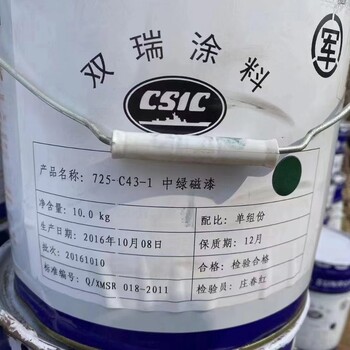 双瑞涂料
军
CSIC
产品名称：725-C43-1 中绿磁漆
净含量：10.0 kg 配比：单组份
生产日期：2016年10月08日 保质期：12月
批次：20161010 合格：检验合格
标准编号：Q/XMSR 018-2011 检验员：庄春红